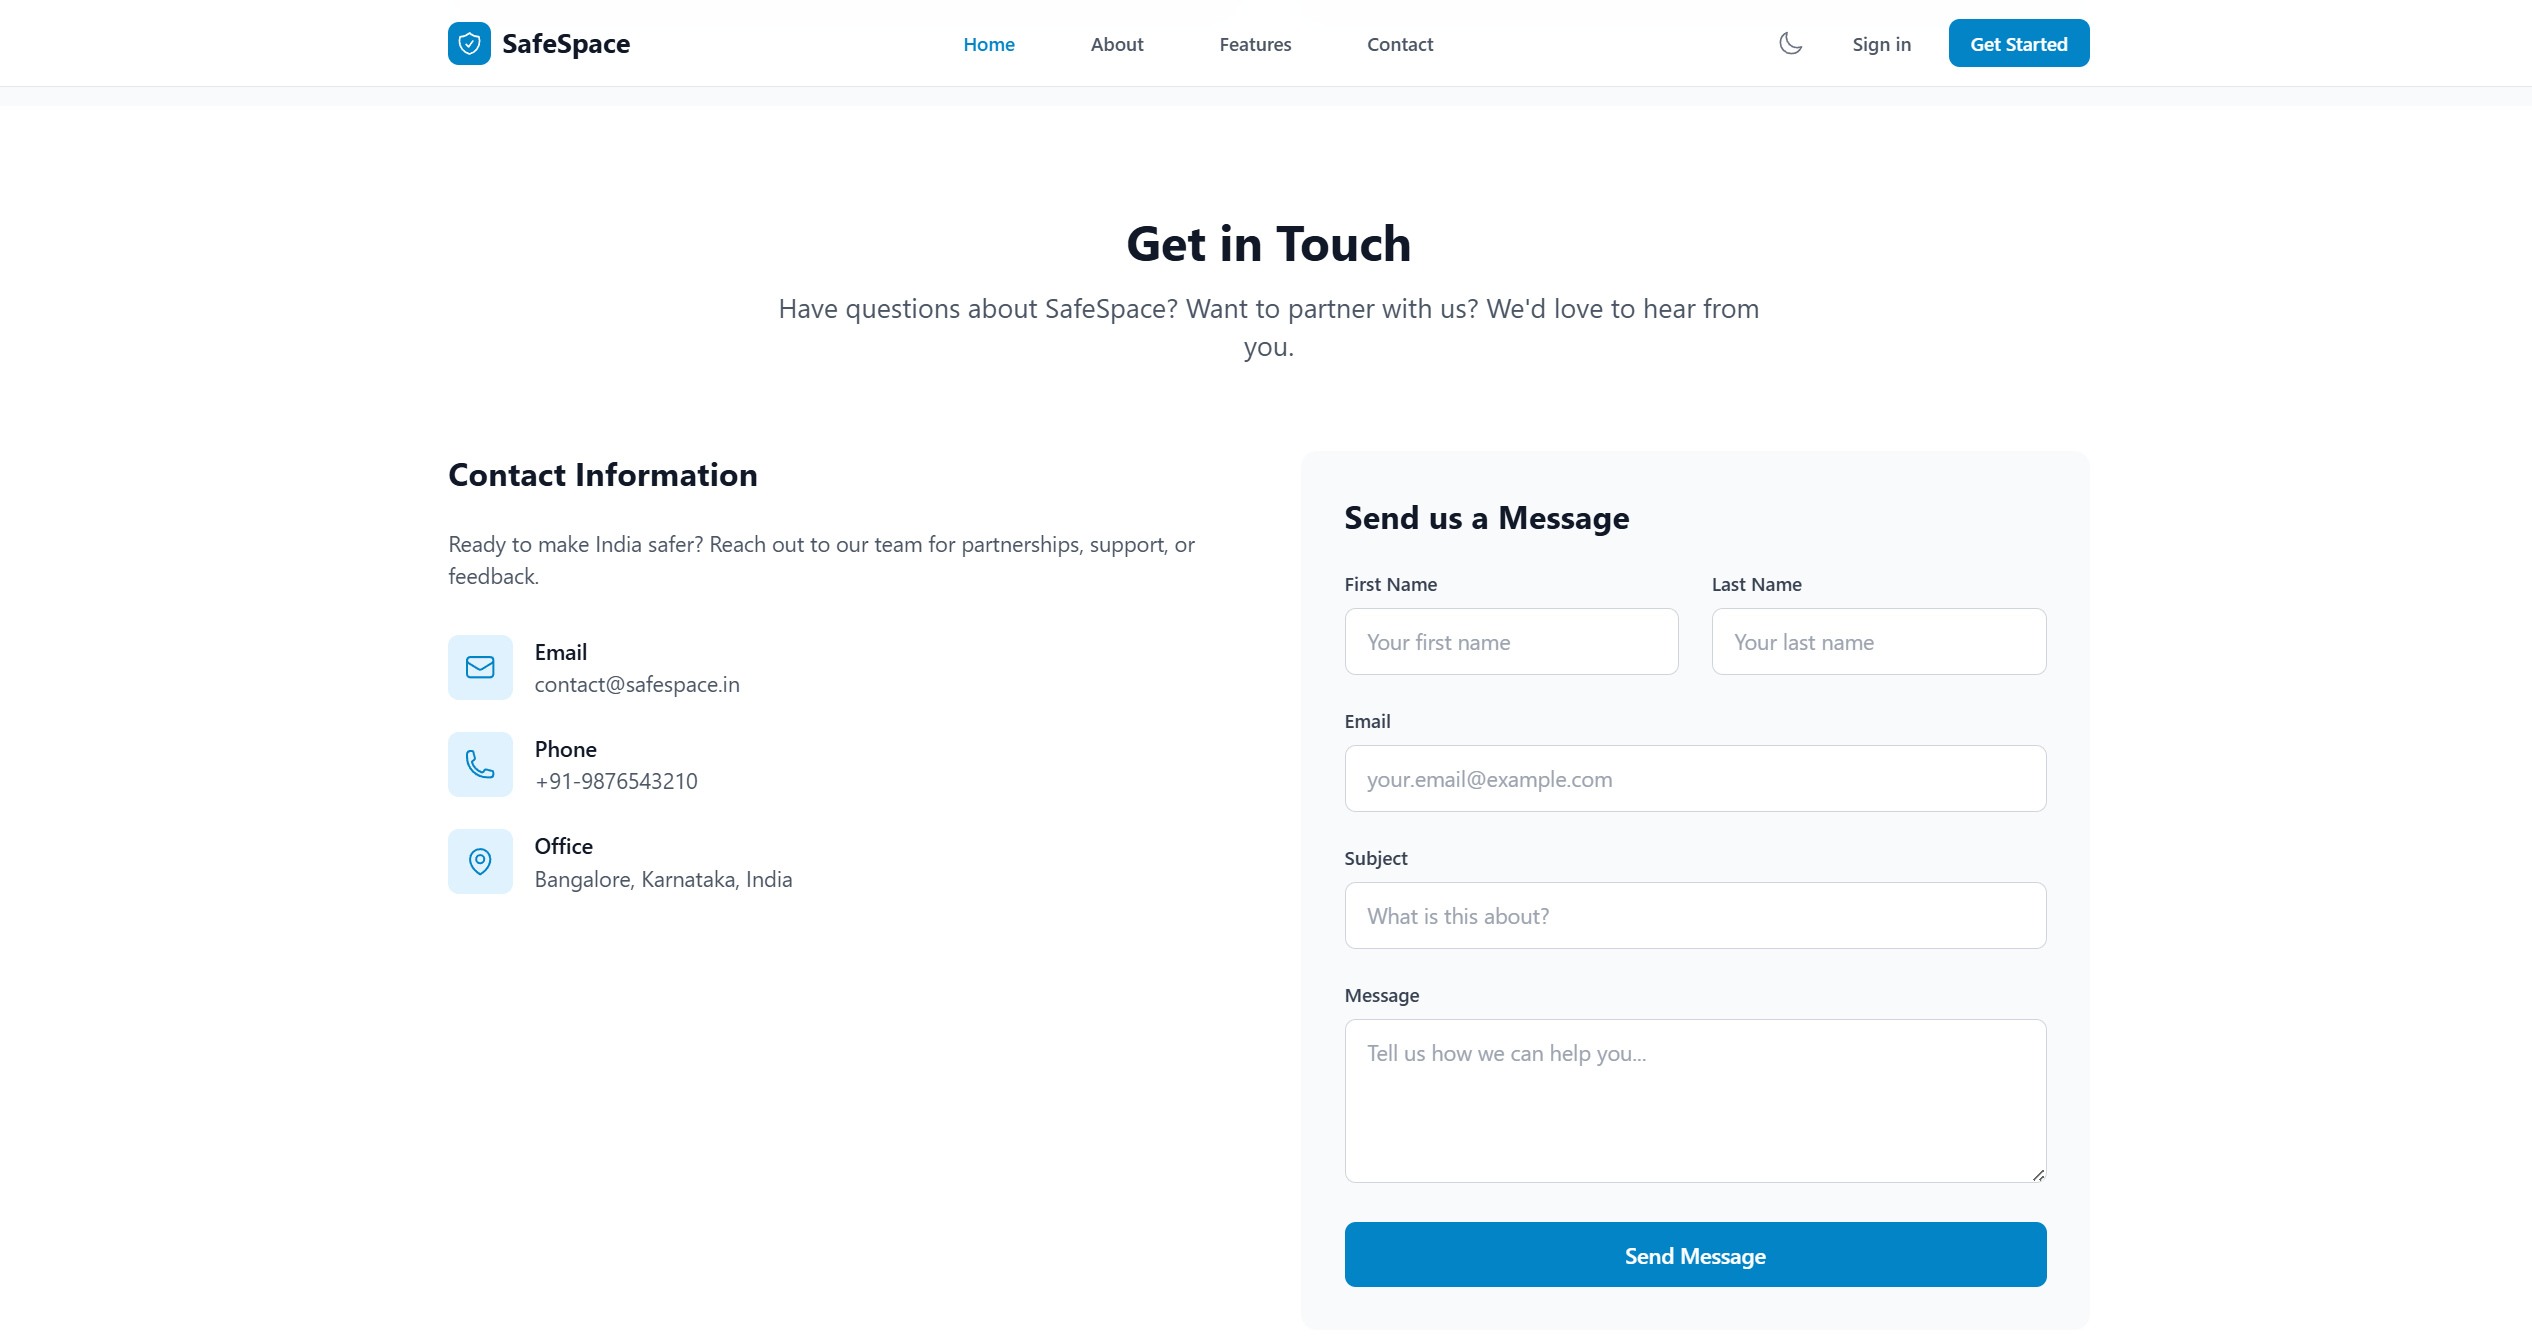 SafeSpace
Home
About
Features
Contact
Sign in
Get Started
Get in Touch
Have questions about SafeSpace? Want to partner with us? We'd love to hear from
you.
Contact Information
Ready to make India safer? Reach out to our team for partnerships, support, or
feedback.
Email
contact@safespace.in
Phone
+91-9876543210
Office
Bangalore, Karnataka, India
Send us a Message
First Name
Last Name
Your first name
Your last name
Email
your.email@example.com
Subject
What is this about?
Message
Tell us how we can help you...
Send Message